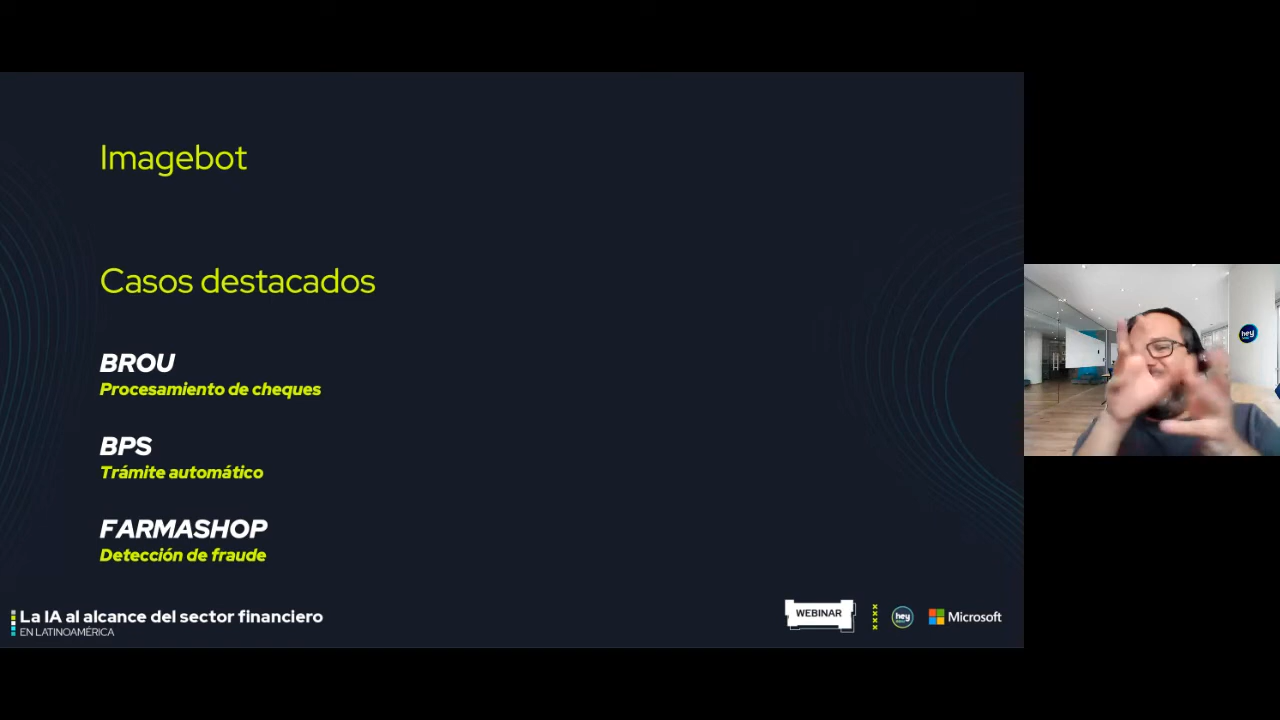 Imagebot
Casos destacados
BROU
Procesamiento de cheques
BPS
Trámite automático
FARMASHOP
Detección de fraude
La IA al alcance del sector financiero
EN LATINOAMÉRICA
WEBINAR
hey
Microsoft
hey